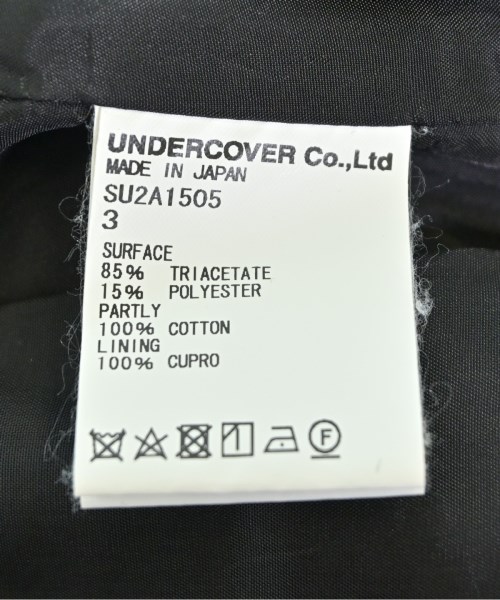 UNDERCOVER Co.,Ltd
MADE IN JAPAN
SU2A1505
3
SURFACE
85% TRIACETATE
15% POLYESTER
PARTLY
100% COTTON
LINING
100% CUPRO
F